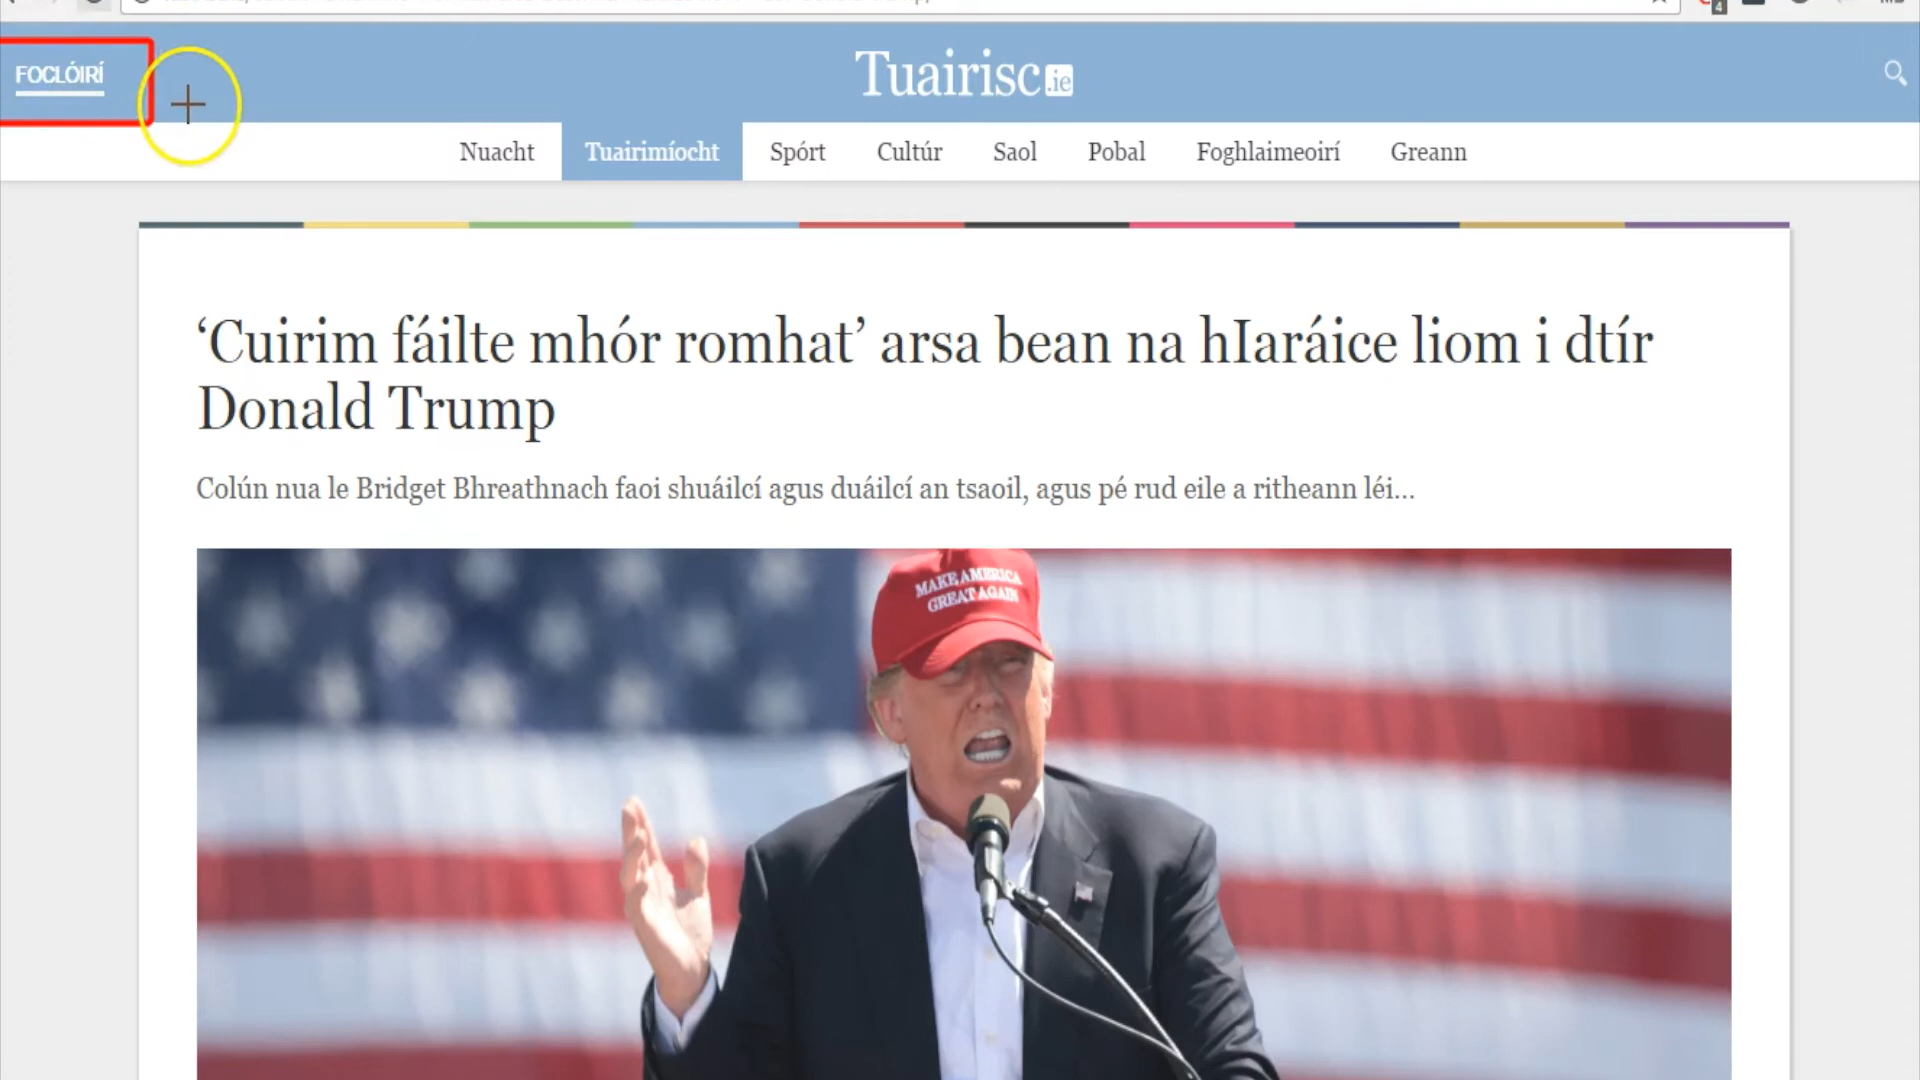 FOCLÓIRÍ
Tuairisc.ie
Nuacht Tuairimíocht Spórt Cultúr Saol Pobal Foghlaimeoirí Greann
‘Cuirim fáilte mhór romhat’ arsa bean na hIaráice liom i dtír
Donald Trump
Colún nua le Bridget Bhreathnach faoi shuáilcí agus duáilcí an tsaoil, agus pé rud eile a ritheann léi...
MAKE AMERICA
GREAT AGAIN
4